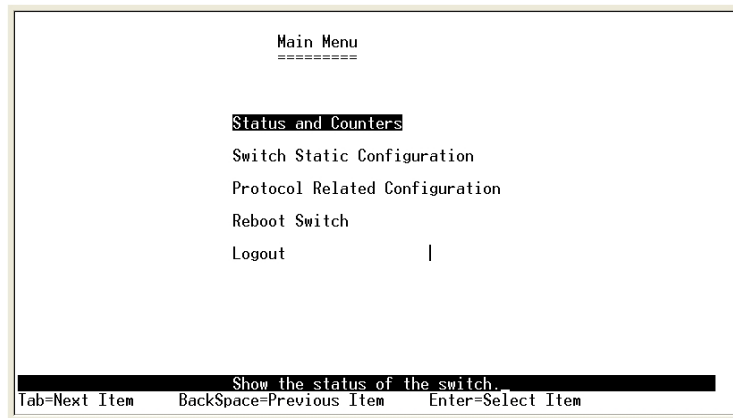 Main Menu
=========
Status and Counters
Switch Static Configuration
Protocol Related Configuration
Reboot Switch
Logout
Show the status of the switch._
Tab=Next Item BackSpace=Previous Item Enter=Select Item